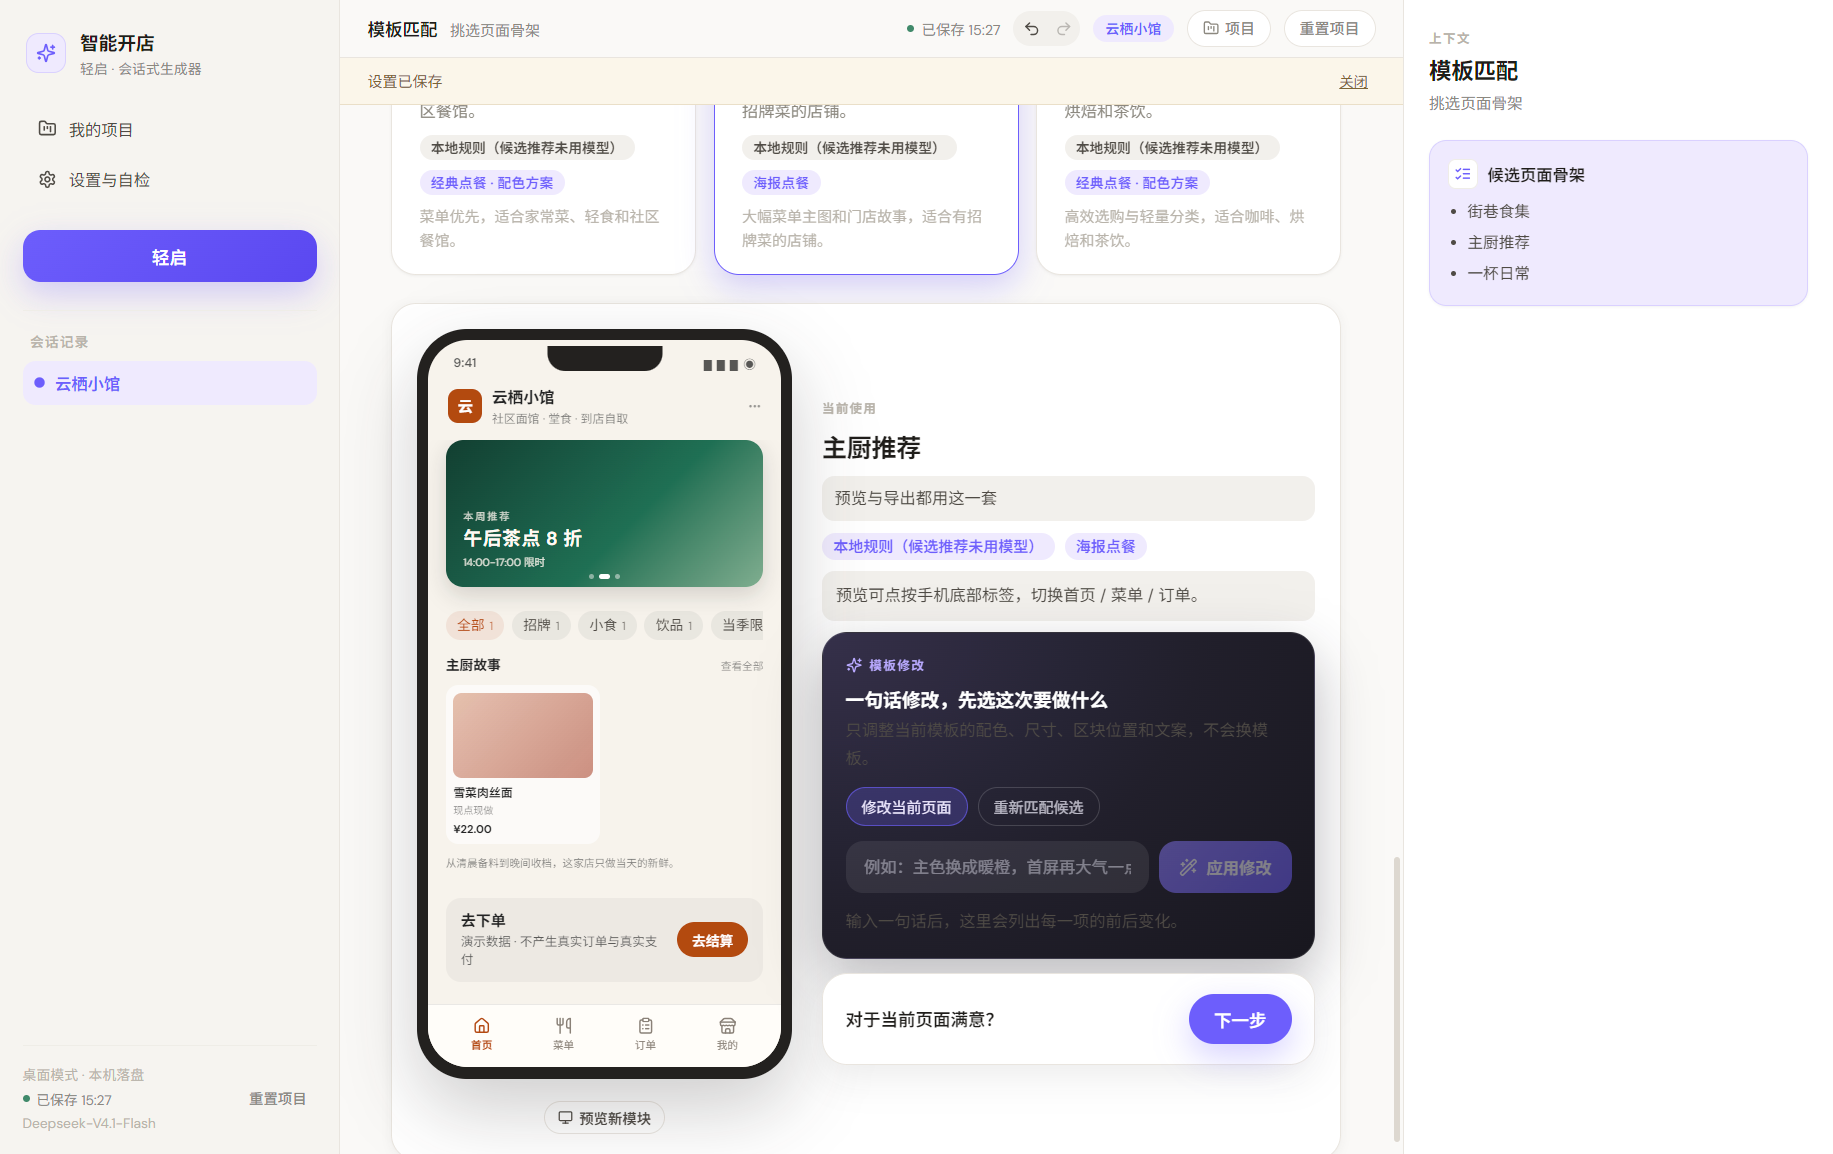 智能开店
轻启 · 会话式生成器
我的项目
设置与自检
轻启
会话记录
云栖小馆
桌面模式 · 本机落盘
已保存 15:27
重置项目
Deepseek-V4.1-Flash
模板匹配
挑选页面骨架
已保存 15:27
云栖小馆
项目
重置项目
设置已保存
关闭
区餐馆。
本地规则（候选推荐未用模型）
经典点餐 · 配色方案
菜单优先，适合家常菜、轻食和社区
餐馆。
招牌菜的店铺。
本地规则（候选推荐未用模型）
海报点餐
大幅菜单主图和门店故事，适合有招
牌菜的店铺。
烘焙和茶饮。
本地规则（候选推荐未用模型）
经典点餐 · 配色方案
高效选购与轻量分类，适合咖啡、烘
焙和茶饮。
9:41
云
云栖小馆
社区面馆 · 堂食 · 到店自取
本周推荐
午后茶点 8 折
14:00-17:00 限时
全部 1
招牌 1
小食 1
饮品 1
当季限
主厨故事
查看全部
雪菜肉丝面
现点现做
¥22.00
从清晨备料到晚间收档，这家店只做当天的新鲜。
去下单
演示数据 · 不产生真实订单与真实支
付
去结算
首页
菜单
订单
我的
预览新模块
当前使用
主厨推荐
预览与导出都用这一套
本地规则（候选推荐未用模型）
海报点餐
预览可点按手机底部标签，切换首页 / 菜单 / 订单。
模板修改
一句话修改，先选这次要做什么
只调整当前模板的配色、尺寸、区块位置和文案，不会换模
板。
修改当前页面
重新匹配候选
例如：主色换成暖橙，首屏再大气一点
应用修改
输入一句话后，这里会列出每一项的前后变化。
对于当前页面满意？
下一步
上下文
模板匹配
挑选页面骨架
候选页面骨架
街巷食集
主厨推荐
一杯日常